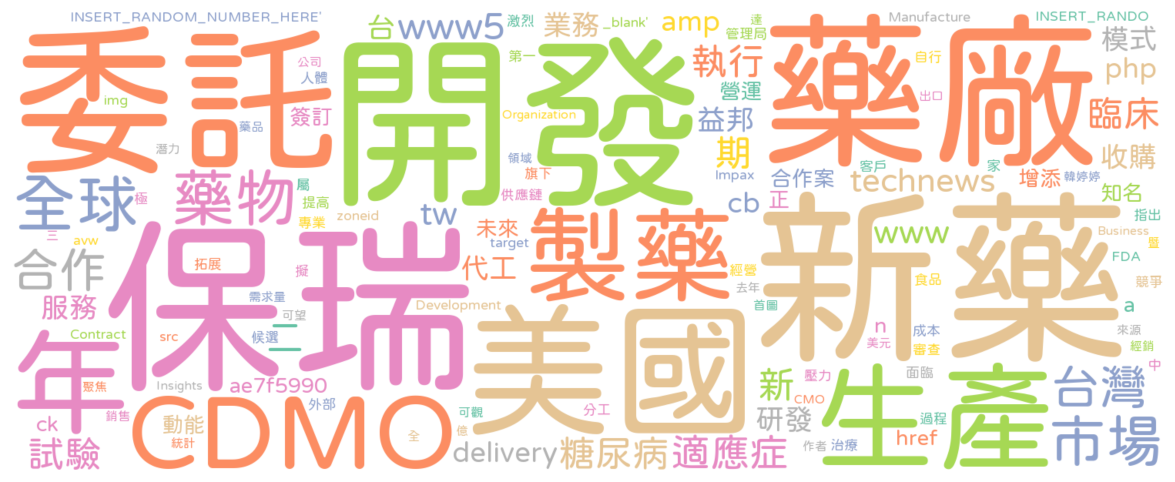 INSERT_RANDOM_NUMBER_HERE'
台
www5
激烈
業務
_blank'
amp
達
管理局
Manufacture
INSERT_RANDO
模式
委託
開發
藥廠
公司
人體
第一
執行
自行
php
img
簽訂
營運
出口
臨床
藥品
Organization
益邦
潛力
領域
旗下
期
客戶
家
收購
全球
極
藥物
屬
提高
供應鏈
Impax
合作案
technews
增添
韓婷婷
知名
專業
zoneid
tw
cb
正
指出
三
avw
未來
target
製藥
www
Business
豐
合作
保瑞
拓展
擬
代工
經營
新藥
FDA
去年
食品
競爭
服務
需求量
可望
Development
首圖
a
Contract
src
候選
美國
n
成本
來源
美元
審查
經銷
年
聚焦
Insights
ae7f5990
新
壓力
面臨
中
生產
台灣
ck
銷售
CDMO
外部
可觀
分工
研發
CMO
過程
動能
統計
全
億
作者
治療
href
市場
試驗
delivery
糖尿病
適應症